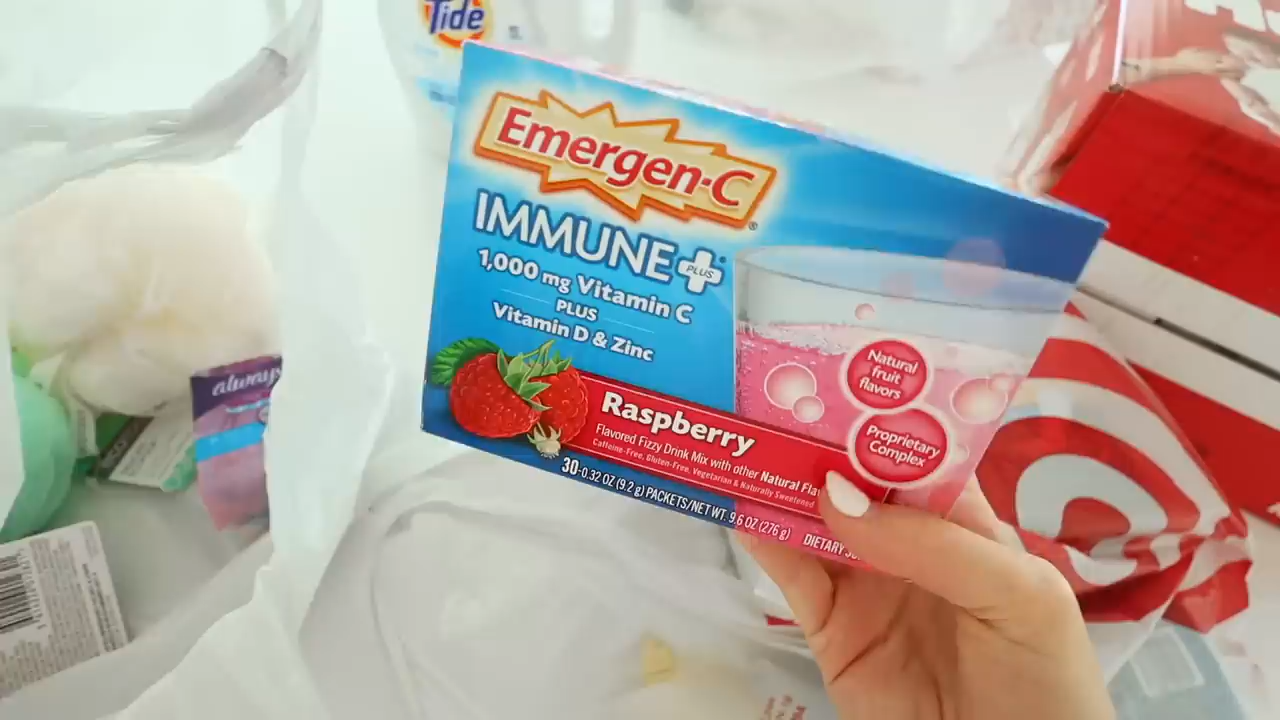 Tide
Emergen-C®
IMMUNE+
PLUS
1,000 mg Vitamin C
PLUS
Vitamin D & Zinc
Natural
fruit
flavors
Proprietary
Complex
Raspberry
Flavored Fizzy Drink Mix with other Natural
Caffeine-Free, Gluten-Free, Vegetarian & Naturally Sweetened
30-0.32 OZ (9.2 g) PACKETS/NET WT. 9.6 OZ (276 g)
DIETARY
always